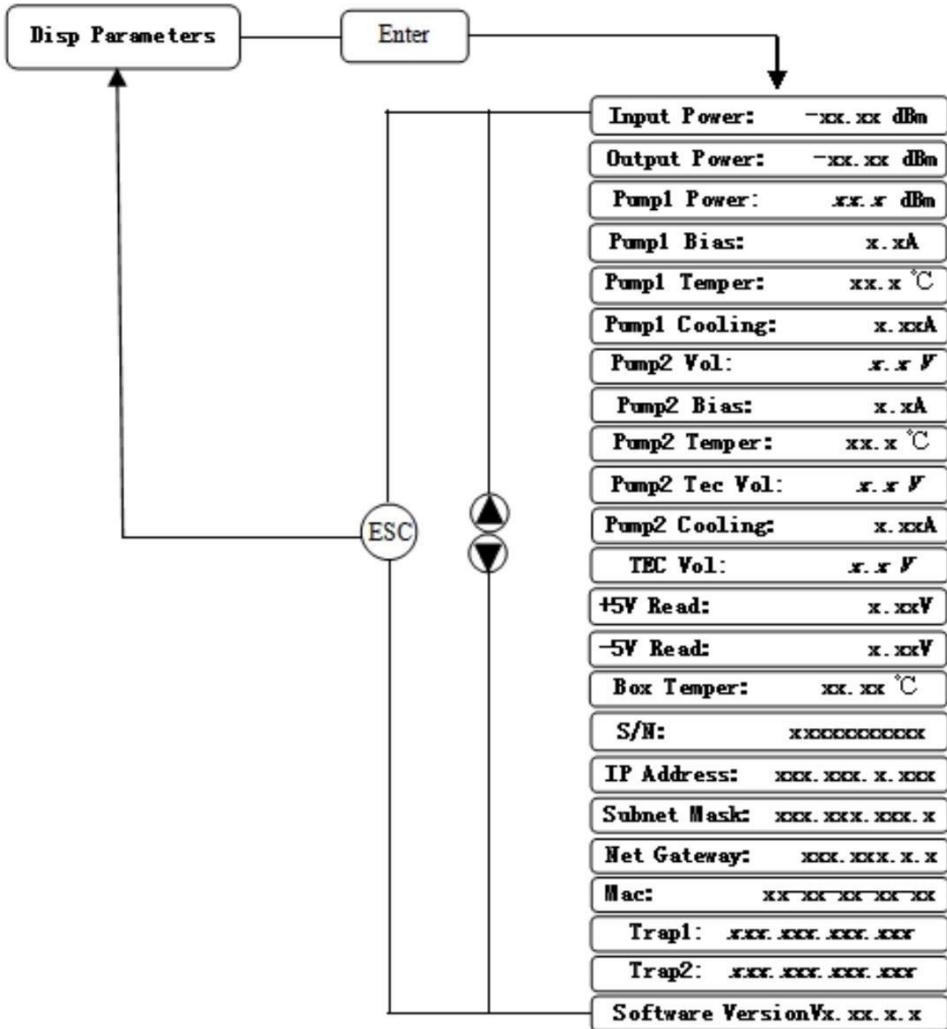 Disp Parameters
Enter
Input Power: -xx.xx dBm
Output Power: -xx.xx dBm
Pump1 Power: xx.x dBm
Pump1 Bias: x.xA
Pump1 Temper: xx.x ℃
Pump1 Cooling: x.xxA
Pump2 Vol: x.x V
Pump2 Bias: x.xA
Pump2 Temper: xx.x ℃
Pump2 Tec Vol: x.x V
ESC
Pump2 Cooling: x.xxA
TEC Vol: x.x V
+5V Read: x.xxV
-5V Read: x.xxV
Box Temper: xx.xx ℃
S/N: xxxxxxxxxxx
IP Address: xxx.xxx.x.xxx
Subnet Mask: xxx.xxx.xxx.x
Net Gateway: xxx.xxx.x.x
Mac: xx-xx-xx-xx-xx
Trap1: xxx.xxx.xxx.xxx
Trap2: xxx.xxx.xxx.xxx
Software VersionVx.xx.x.x